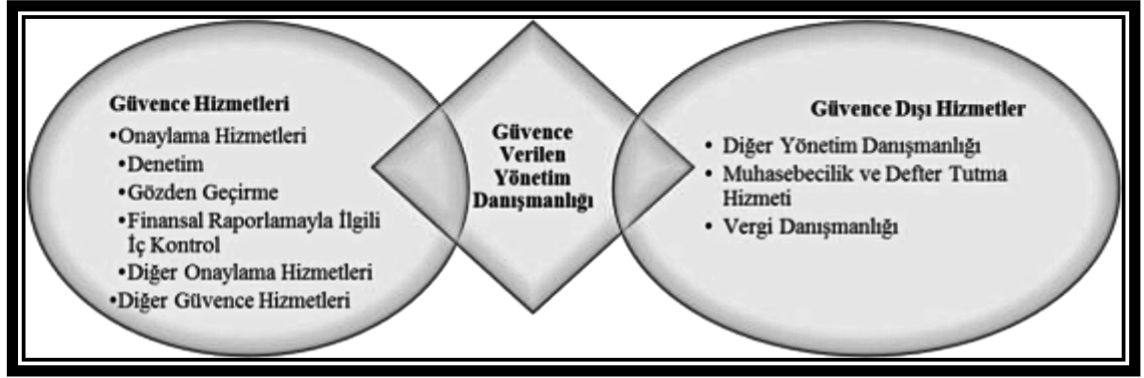 Güvence Hizmetleri
•Onaylama Hizmetleri
•Denetim
•Gözden Geçirme
•Finansal Raporlamayla İlgili
İç Kontrol
•Diğer Onaylama Hizmetleri
•Diğer Güvence Hizmetleri
Güvence
Verilen
Yönetim
Danışmanlığı
Güvence Dışı Hizmetler
• Diğer Yönetim Danışmanlığı
• Muhasebecilik ve Defter Tutma
Hizmeti
• Vergi Danışmanlığı